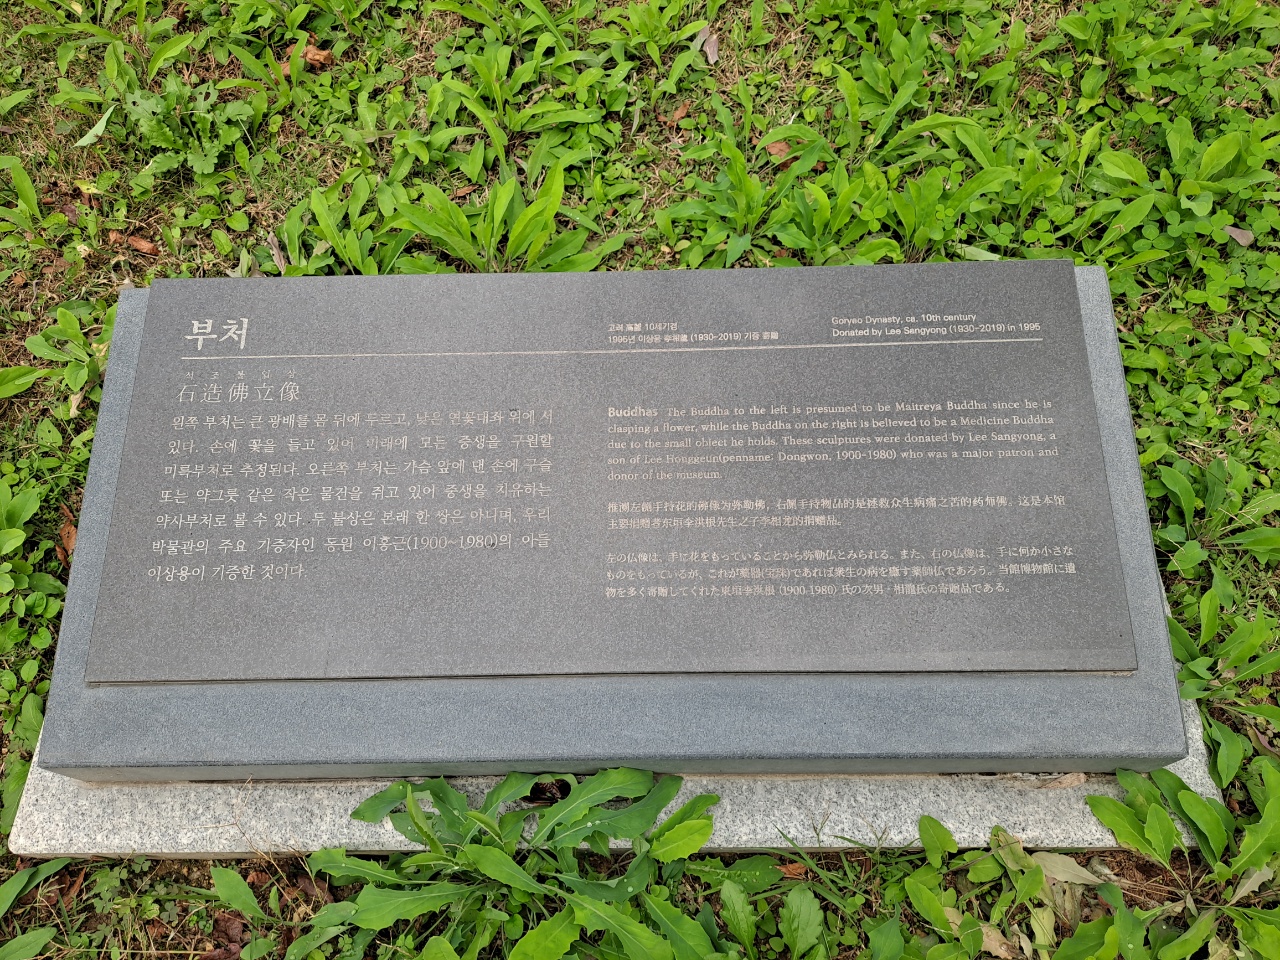 부처
고려 高麗 10세기경
1995년 이상용 李相龍 (1930-2019) 기증 寄贈
Goryeo Dynasty, ca. 10th century
Donated by Lee Sangyong (1930-2019) in 1995
석 조 불 입 상
石造佛立像
왼쪽 부처는 큰 광배를 몸 뒤에 두르고, 낮은 연꽃대좌 위에 서
있다. 손에 꽃을 들고 있어 미래에 모든 중생을 구원할
미륵부처로 추정된다. 오른쪽 부처는 가슴 앞에 댄 손에 구슬
또는 약그릇 같은 작은 물건을 쥐고 있어 중생을 치유하는
약사부처로 볼 수 있다. 두 불상은 본래 한 쌍은 아니며, 우리
박물관의 주요 기증자인 동원 이홍근(1900~1980)의 아들
이상용이 기증한 것이다.
Buddhas The Buddha to the left is presumed to be Maitreya Buddha since he is
clasping a flower, while the Buddha on the right is believed to be a Medicine Buddha
due to the small object he holds. These sculptures were donated by Lee Sangyong, a
son of Lee Honggeun(penname: Dongwon, 1900-1980) who was a major patron and
donor of the museum.
推测左侧手持花的佛像为弥勒佛，右侧手持物品的是拯救众生病痛之苦的药师佛。这是本馆
主要捐赠者东垣李洪根先生之子李相龙的捐赠品。
左の仏像は、手に花をもっていることから弥勒仏とみられる。また、右の仏像は、手に何か小さな
ものをもっているが、これが薬器(宝珠)であれば衆生の病を癒す薬師仏であろう。当館博物館に遺
物を多く寄贈してくれた東垣李洪根 (1900-1980) 氏の次男・相龍氏の寄贈品である。